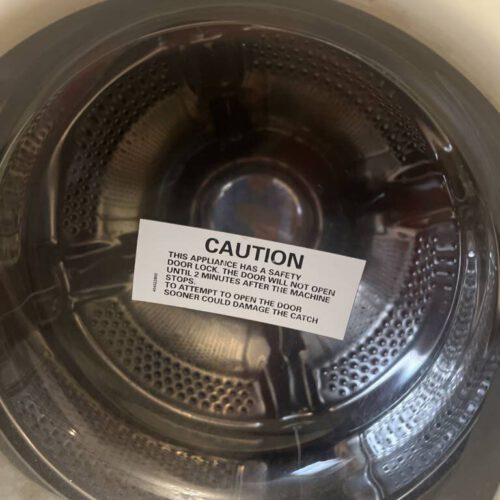 CAUTION
THIS APPLIANCE HAS A SAFETY
DOOR LOCK. THE DOOR WILL NOT OPEN
UNTIL 2 MINUTES AFTER THE MACHINE
STOPS.
TO ATTEMPT TO OPEN THE DOOR
SOONER COULD DAMAGE THE CATCH